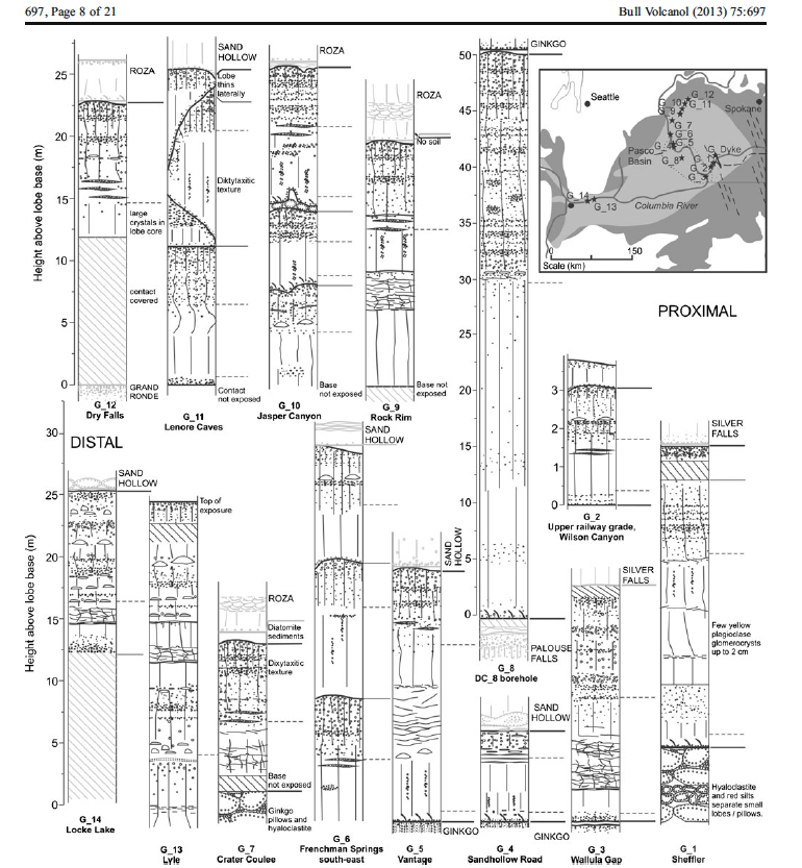 697, Page 8 of 21
Bull Volcanol (2013) 75:697
Height above lobe base (m)
25
20
15
10
5
0
ROZA
large
crystals in
lobe core
contact
covered
GRAND
RONDE
G_12
Dry Falls
SAND
HOLLOW
Lobe
thins
laterally
Diktytaxitic
texture
Contact
not exposed
G_11
Lenore Caves
ROZA
Base
not exposed
G_10
Jasper Canyon
ROZA
No soil
Base not
exposed
G_9
Rock Rim
50
45
40
35
30
25
20
15
10
5
0
GINKGO
PALOUSE
FALLS
G_8
DC_8 borehole
Seattle
Spokane
G_12
G_10
G_11
G_9
G_7
G_6
G_5
G_4
Pasco
Basin
G_8
G_Dyke
G_3
G_14
G_13
Columbia River
0
150
Scale (km)
PROXIMAL
3
2
1
0
G_2
Upper railway grade,
Wilson Canyon
SILVER
FALLS
Few yellow
plagioclase
glomerocrysts
up to 2 cm
Hyaloclastite
and red silts
separate small
lobes / pillows.
G_1
Sheffler
DISTAL
Height above lobe base (m)
30
25
20
15
10
5
0
SAND
HOLLOW
G_14
Locke Lake
Top of
exposure
G_13
Lyle
ROZA
Diatomite
sediments
Dixytaxitic
texture
Base
not exposed
Ginkgo
pillows and
hyaloclastite
G_7
Crater Coulee
SAND
HOLLOW
G_6
Frenchman Springs
south-east
SAND
HOLLOW
GINKGO
G_5
Vantage
SAND
HOLLOW
GINKGO
G_4
Sandhollow Road
SILVER
FALLS
G_3
Wallula Gap